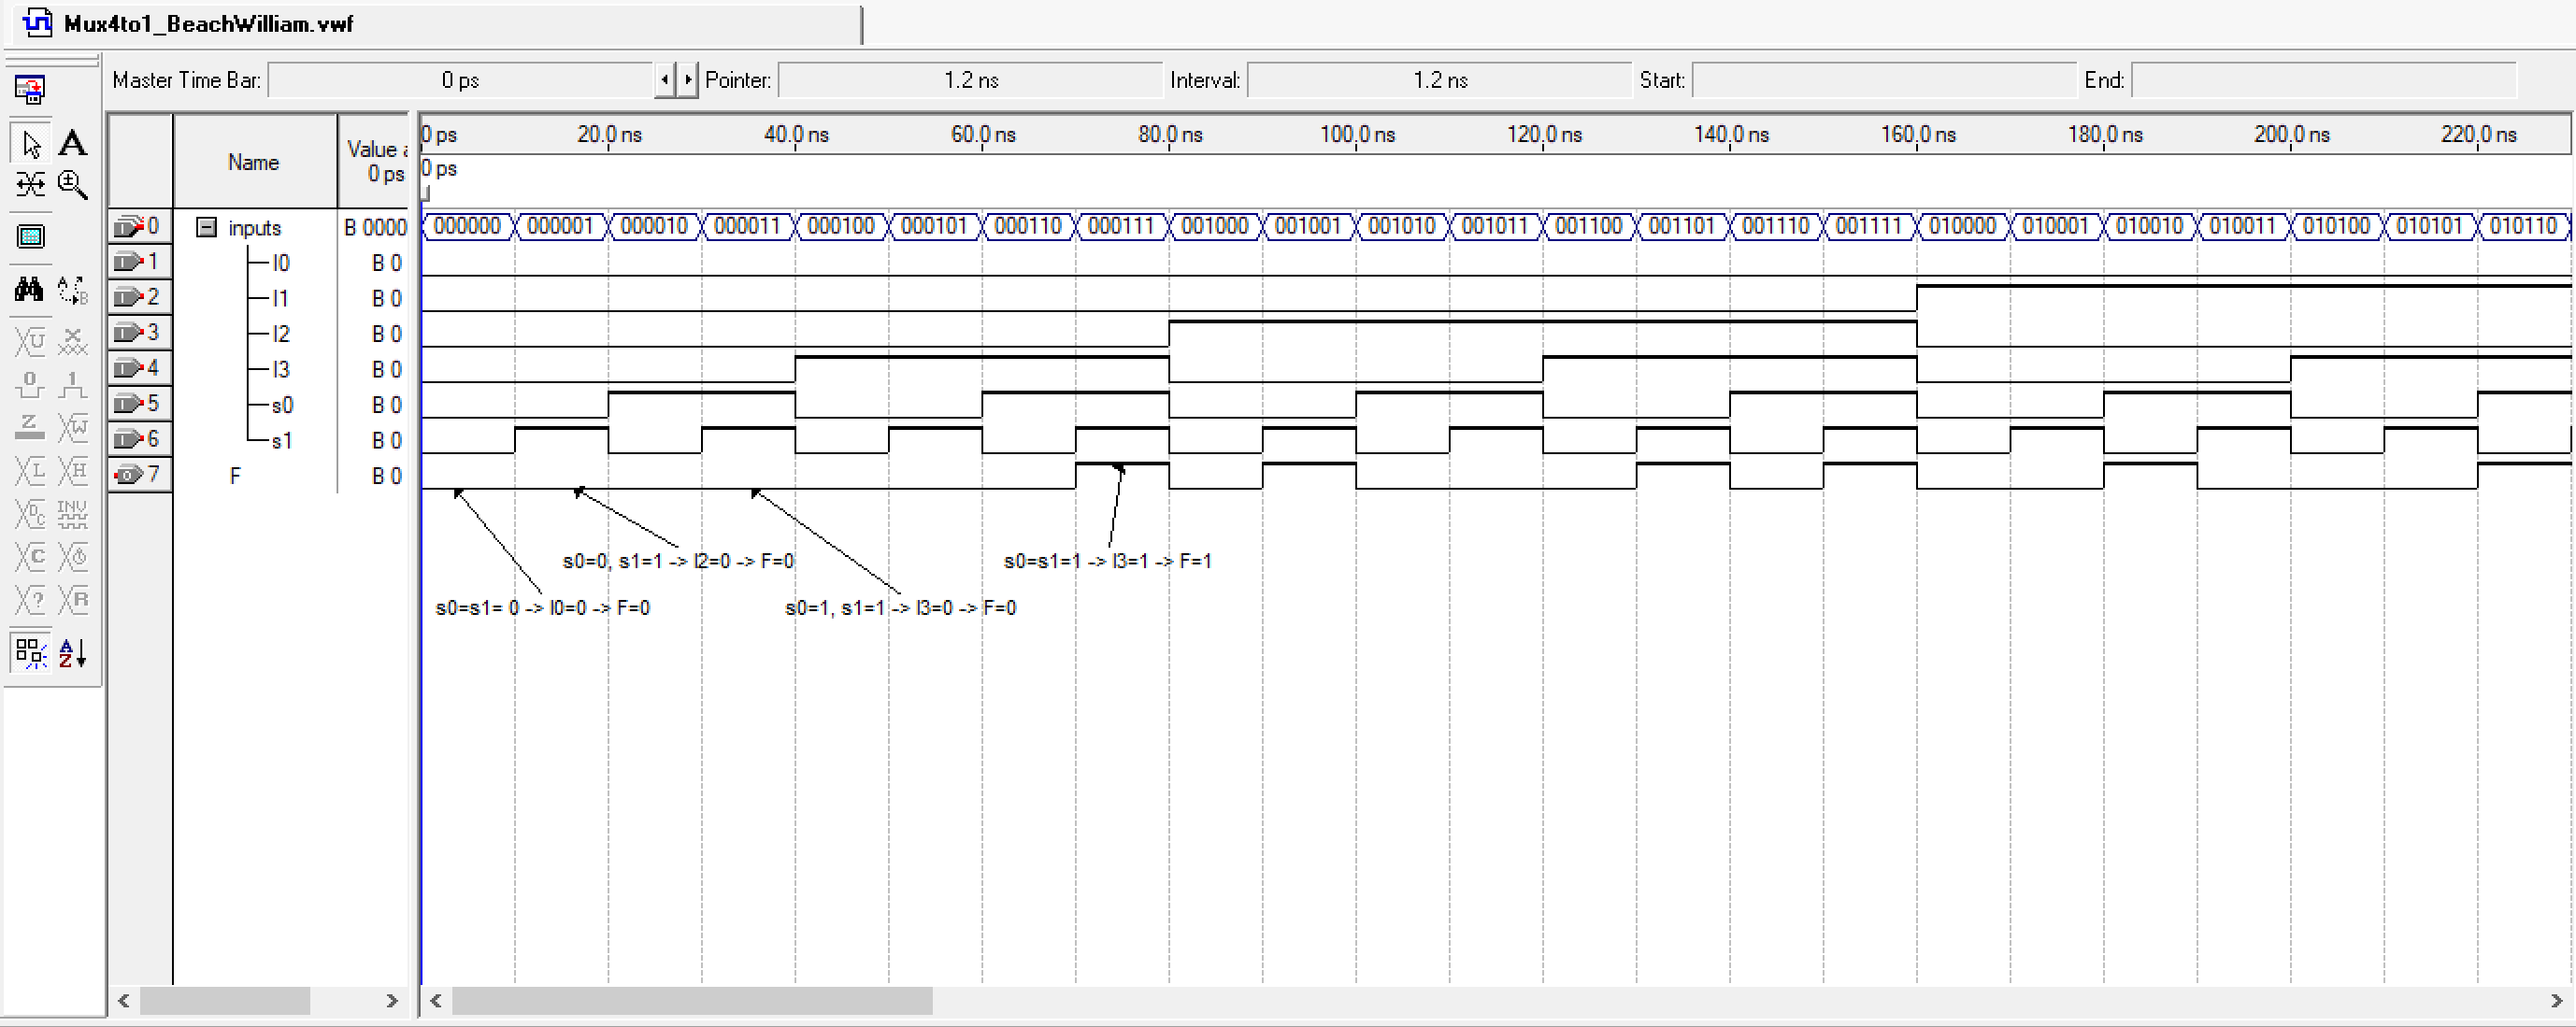 Mux4to1_BeachWilliam.vwf
Master Time Bar: 0 ps Pointer: 1.2 ns Interval: 1.2 ns Start: End:
Name Value a 0 ps
0 ps 20.0 ns 40.0 ns 60.0 ns 80.0 ns 100.0 ns 120.0 ns 140.0 ns 160.0 ns 180.0 ns 200.0 ns 220.0 ns
0 ps
0 inputs B 0000 000000 000001 000010 000011 000100 000101 000110 000111 001000 001001 001010 001011 001100 001101 001110 001111 010000 010001 010010 010011 010100 010101 010110
1 I0 B 0
2 I1 B 0
3 I2 B 0
4 I3 B 0
5 s0 B 0
6 s1 B 0
7 F B 0
s0=0, s1=1 -> I2=0 -> F=0 s0=s1=1 -> I3=1 -> F=1
s0=s1= 0 -> I0=0 -> F=0 s0=1, s1=1 -> I3=0 -> F=0